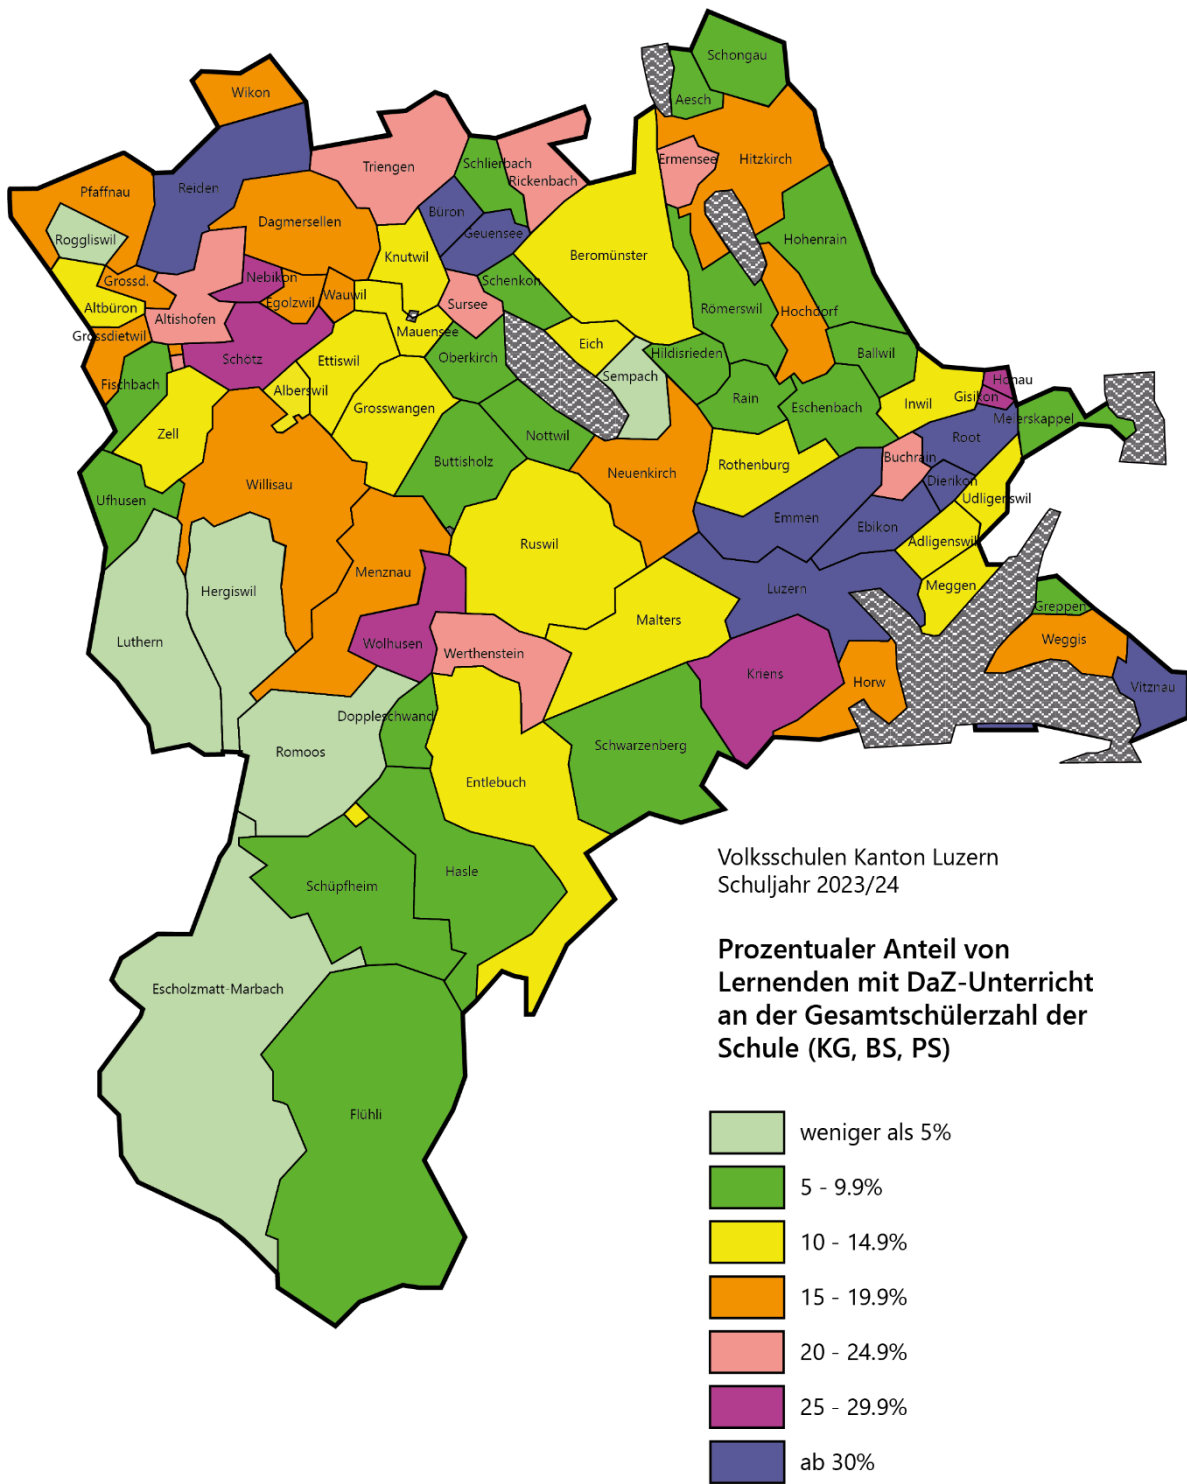 Schongau
Wikon
Aesch
Triengen
Schlierbach
Rickenbach
Ermensee
Hitzkirch
Pfaffnau
Reiden
Dagmersellen
Büron
Geuensee
Roggliswil
Hohenrain
Knutwil
Beromünster
Grossd.
Nebikon
Schenkon
Altbüron
Egolzwil
Wauwil
Sursee
Römerswil
Hochdorf
Altishofen
Mauensee
Grossdietwil
Eich
Hildisrieden
Ballwil
Schötz
Ettiswil
Oberkirch
Fischbach
Sempach
Honau
Alberswil
Grosswangen
Rain
Eschenbach
Inwil
Gisikon
Meierskappel
Zell
Nottwil
Root
Buttisholz
Neuenkirch
Rothenburg
Buchrain
Willisau
Dierikon
Ufhusen
Udligenswil
Emmen
Ebikon
Ruswil
Adligenswil
Menznau
Meggen
Hergiswil
Luzern
Greppen
Malters
Luthern
Wolhusen
Werthenstein
Weggis
Kriens
Horw
Vitznau
Doppleschwand
Romoos
Schwarzenberg
Entlebuch
Hasle
Schüpfheim
Escholzmatt-Marbach
Flühli
Volksschulen Kanton Luzern
Schuljahr 2023/24
Prozentualer Anteil von
Lernenden mit DaZ-Unterricht
an der Gesamtschülerzahl der
Schule (KG, BS, PS)
weniger als 5%
5 - 9.9%
10 - 14.9%
15 - 19.9%
20 - 24.9%
25 - 29.9%
ab 30%